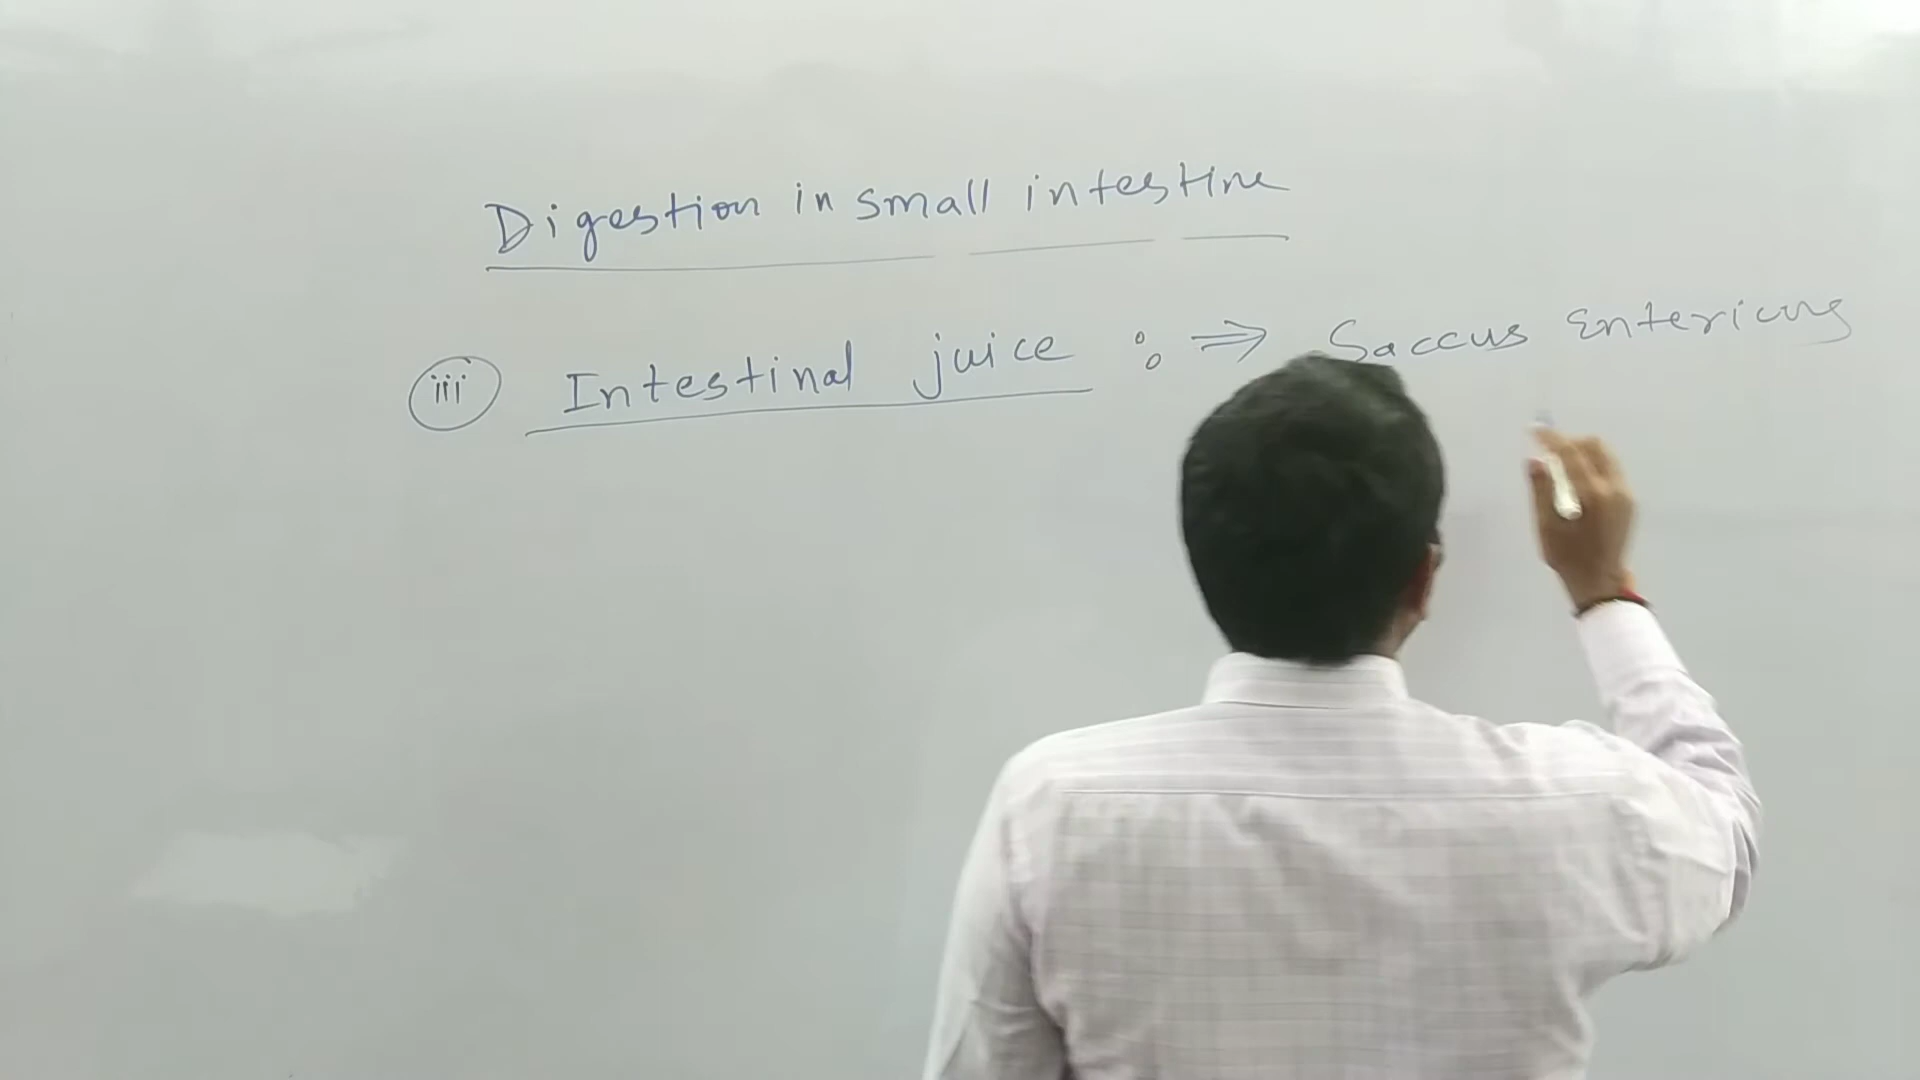 Digestion in small intestine
iii Intestinal juice : ⇒ Saccus Entericus